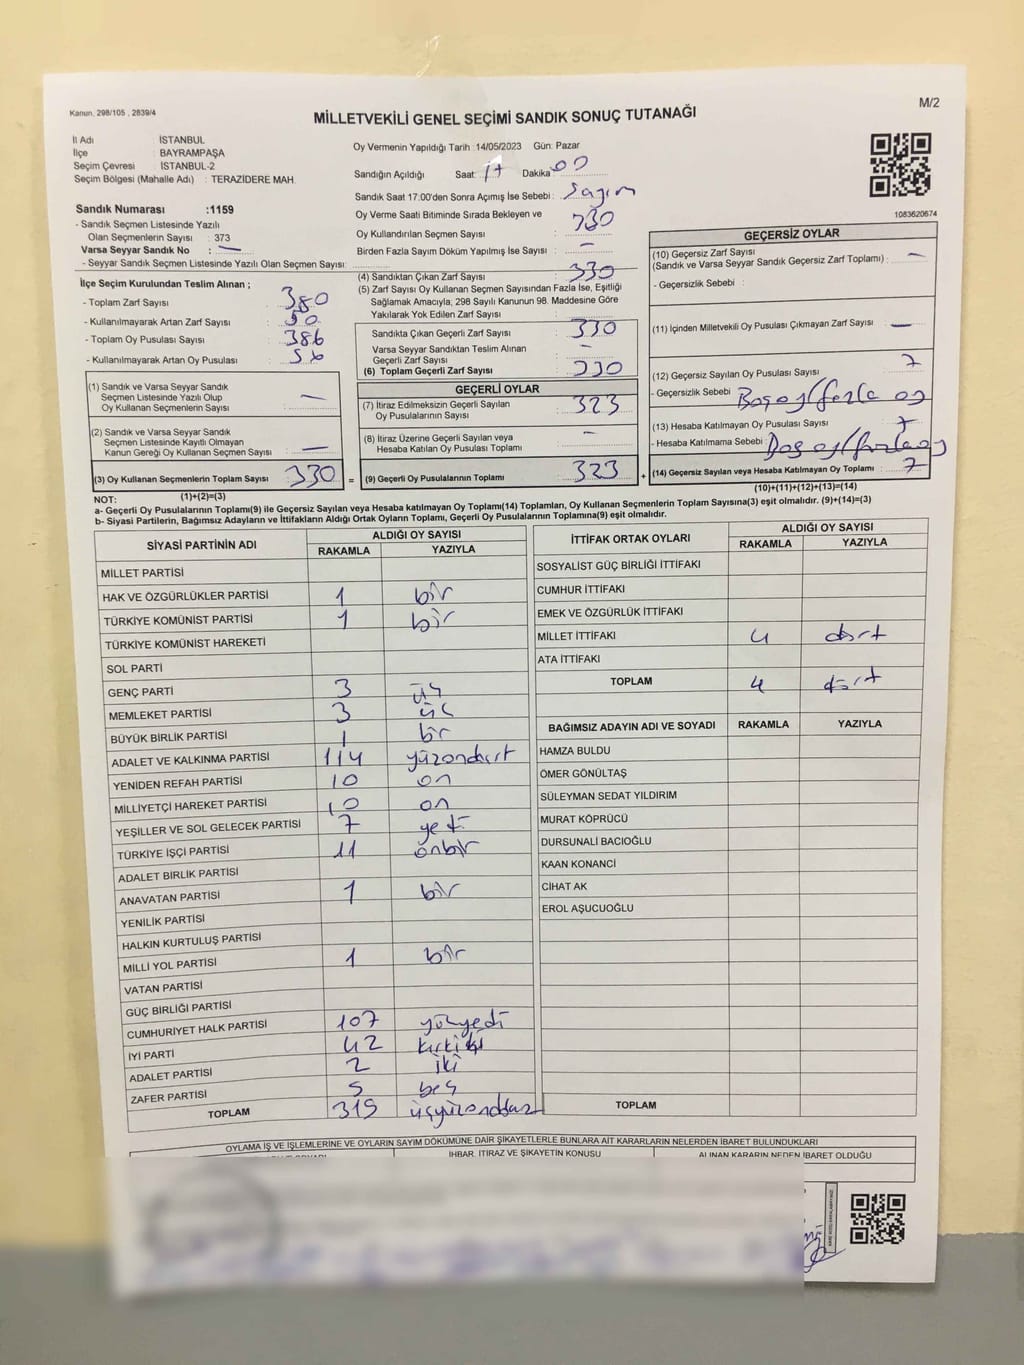 Kanun, 298/105 , 2839/4
M/2
MİLLETVEKİLİ GENEL SEÇİMİ SANDIK SONUÇ TUTANAĞI
İl Adı : İSTANBUL
İlçe : BAYRAMPAŞA
Seçim Çevresi : İSTANBUL-2
Seçim Bölgesi (Mahalle Adı) : TERAZİDERE MAH.
Sandık Numarası :1159
- Sandık Seçmen Listesinde Yazılı
Olan Seçmenlerin Sayısı : 373
Varsa Seyyar Sandık No : —
- Seyyar Sandık Seçmen Listesinde Yazılı Olan Seçmen Sayısı:
Oy Vermenin Yapıldığı Tarih : 14/05/2023 Gün: Pazar
Sandığın Açıldığı Saat: 17 Dakika 00
Sandık Saat 17:00'den Sonra Açımış İse Sebebi : Sayım
Oy Verme Saati Bitiminde Sırada Bekleyen ve
Oy Kullandırılan Seçmen Sayısı : 330
Birden Fazla Sayım Döküm Yapılmış İse Sayısı : —
1083620674
İlçe Seçim Kurulundan Teslim Alınan ;
- Toplam Zarf Sayısı : 380
- Kullanılmayarak Artan Zarf Sayısı : 50
- Toplam Oy Pusulası Sayısı : 386
- Kullanılmayarak Artan Oy Pusulası : 56
(4) Sandıktan Çıkan Zarf Sayısı : 330
(5) Zarf Sayısı Oy Kullanan Seçmen Sayısından Fazla İse, Eşitliği
Sağlamak Amacıyla; 298 Sayılı Kanunun 98. Maddesine Göre
Yakılarak Yok Edilen Zarf Sayısı :
Sandıkta Çıkan Geçerli Zarf Sayısı : 330
Varsa Seyyar Sandıktan Teslim Alınan
Geçerli Zarf Sayısı : —
(6) Toplam Geçerli Zarf Sayısı : 330
GEÇERSİZ OYLAR
(10) Geçersiz Zarf Sayısı : —
(Sandık ve Varsa Seyyar Sandık Geçersiz Zarf Toplamı) :
- Geçersizlik Sebebi :
(11) İçinden Milletvekili Oy Pusulası Çıkmayan Zarf Sayısı : —
(12) Geçersiz Sayılan Oy Pusulası Sayısı : 7
- Geçersizlik Sebebi : Boş oy/fazla oy
(13) Hesaba Katılmayan Oy Pusulası Sayısı : 7
- Hesaba Katılmama Sebebi : Boş oy/fazla oy
(14) Geçersiz Sayılan veya Hesaba Katılmayan Oy Toplamı : 7
(10)+(11)+(12)+(13)=(14)
(1) Sandık ve Varsa Seyyar Sandık
Seçmen Listesinde Yazılı Olup
Oy Kullanan Seçmenlerin Sayısı : —
(2) Sandık ve Varsa Seyyar Sandık
Seçmen Listesinde Kayıtlı Olmayan
Kanun Gereği Oy Kullanan Seçmen Sayısı : —
(3) Oy Kullanan Seçmenlerin Toplam Sayısı : 330 =
(1)+(2)=(3)
GEÇERLİ OYLAR
(7) İtiraz Edilmeksizin Geçerli Sayılan
Oy Pusulalarının Sayısı : 323
(8) İtiraz Üzerine Geçerli Sayılan veya
Hesaba Katılan Oy Pusulası Toplamı : —
(9) Geçerli Oy Pusulalarının Toplamı : 323 +
NOT:
a- Geçerli Oy Pusulalarının Toplamı(9) ile Geçersiz Sayılan veya Hesaba katılmayan Oy Toplamı(14) Toplamları, Oy Kullanan Seçmenlerin Toplam Sayısına(3) eşit olmalıdır. (9)+(14)=(3)
b- Siyasi Partilerin, Bağımsız Adayların ve İttifakların Aldığı Ortak Oyların Toplamı, Geçerli Oy Pusulalarının Toplamına(9) eşit olmalıdır.
SİYASİ PARTİNİN ADI ALDIĞI OY SAYISI
RAKAMLA YAZIYLA
MİLLET PARTİSİ
HAK VE ÖZGÜRLÜKLER PARTİSİ 1 bir
TÜRKİYE KOMÜNİST PARTİSİ 1 bir
TÜRKİYE KOMÜNİST HAREKETİ
SOL PARTİ
GENÇ PARTİ 3 üç
MEMLEKET PARTİSİ 3 üç
BÜYÜK BİRLİK PARTİSİ 1 bir
ADALET VE KALKINMA PARTİSİ 114 yüzondört
YENİDEN REFAH PARTİSİ 10 on
MİLLİYETÇİ HAREKET PARTİSİ 10 on
YEŞİLLER VE SOL GELECEK PARTİSİ 7 yedi
TÜRKİYE İŞÇİ PARTİSİ 11 onbir
ADALET BİRLİK PARTİSİ
ANAVATAN PARTİSİ 1 bir
YENİLİK PARTİSİ
HALKIN KURTULUŞ PARTİSİ
MİLLİ YOL PARTİSİ 1 bir
VATAN PARTİSİ
GÜÇ BİRLİĞİ PARTİSİ
CUMHURİYET HALK PARTİSİ 107 yüzyedi
İYİ PARTİ 42 kırkiki
ADALET PARTİSİ 2 iki
ZAFER PARTİSİ 5 beş
TOPLAM 319 üçyüzondokuz
İTTİFAK ORTAK OYLARI ALDIĞI OY SAYISI
RAKAMLA YAZIYLA
SOSYALİST GÜÇ BİRLİĞİ İTTİFAKI
CUMHUR İTTİFAKI
EMEK VE ÖZGÜRLÜK İTTİFAKI
MİLLET İTTİFAKI 4 dört
ATA İTTİFAKI
TOPLAM 4 dört
BAĞIMSIZ ADAYIN ADI VE SOYADI RAKAMLA YAZIYLA
HAMZA BULDU
ÖMER GÖNÜLTAŞ
SÜLEYMAN SEDAT YILDIRIM
MURAT KÖPRÜCÜ
DURSUNALİ BACIOĞLU
KAAN KONANCİ
CİHAT AK
EROL AŞUCUOĞLU
TOPLAM
OYLAMA İŞ VE İŞLEMLERİNE VE OYLARIN SAYIM DÖKÜMÜNE DAİR ŞİKAYETLERLE BUNLARA AİT KARARLARIN NELERDEN İBARET BULUNDUKLARI
İHBAR, İTİRAZ VE ŞİKAYETİN KONUSU ALINAN KARARIN NEDEN İBARET OLDUĞU